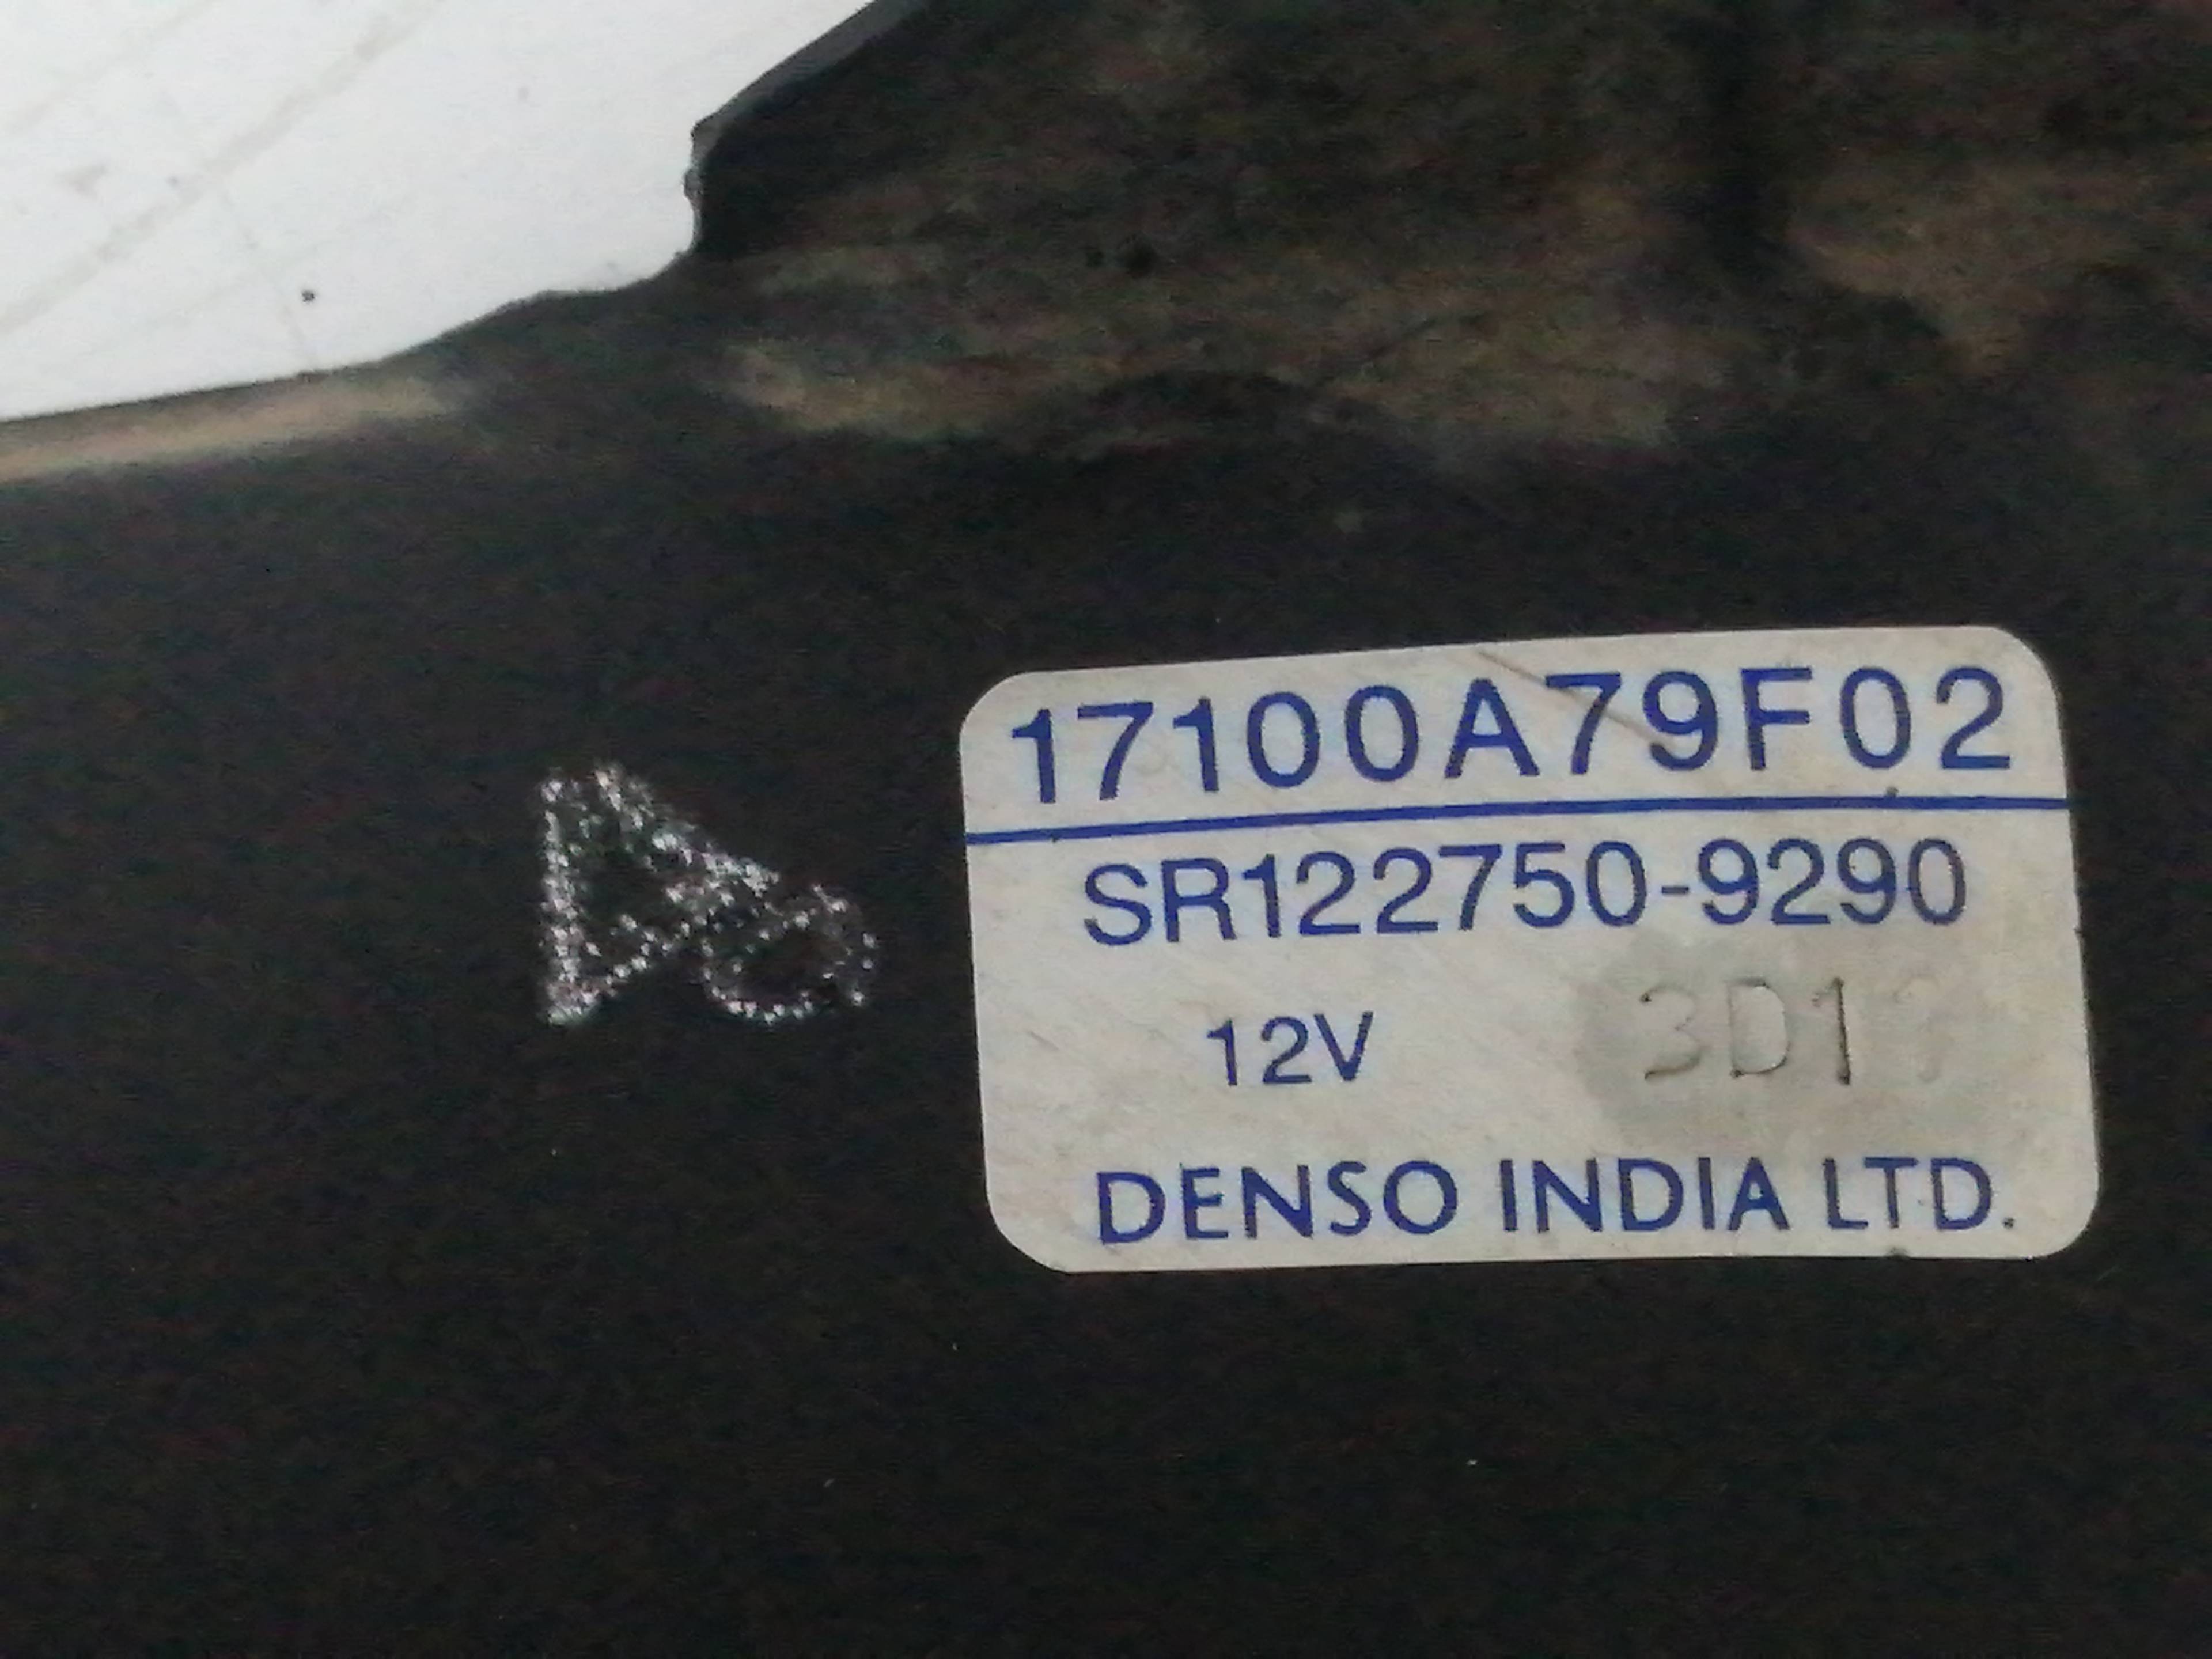 17100A79F02
SR122750-9290
12V
DENSO INDIA LTD.